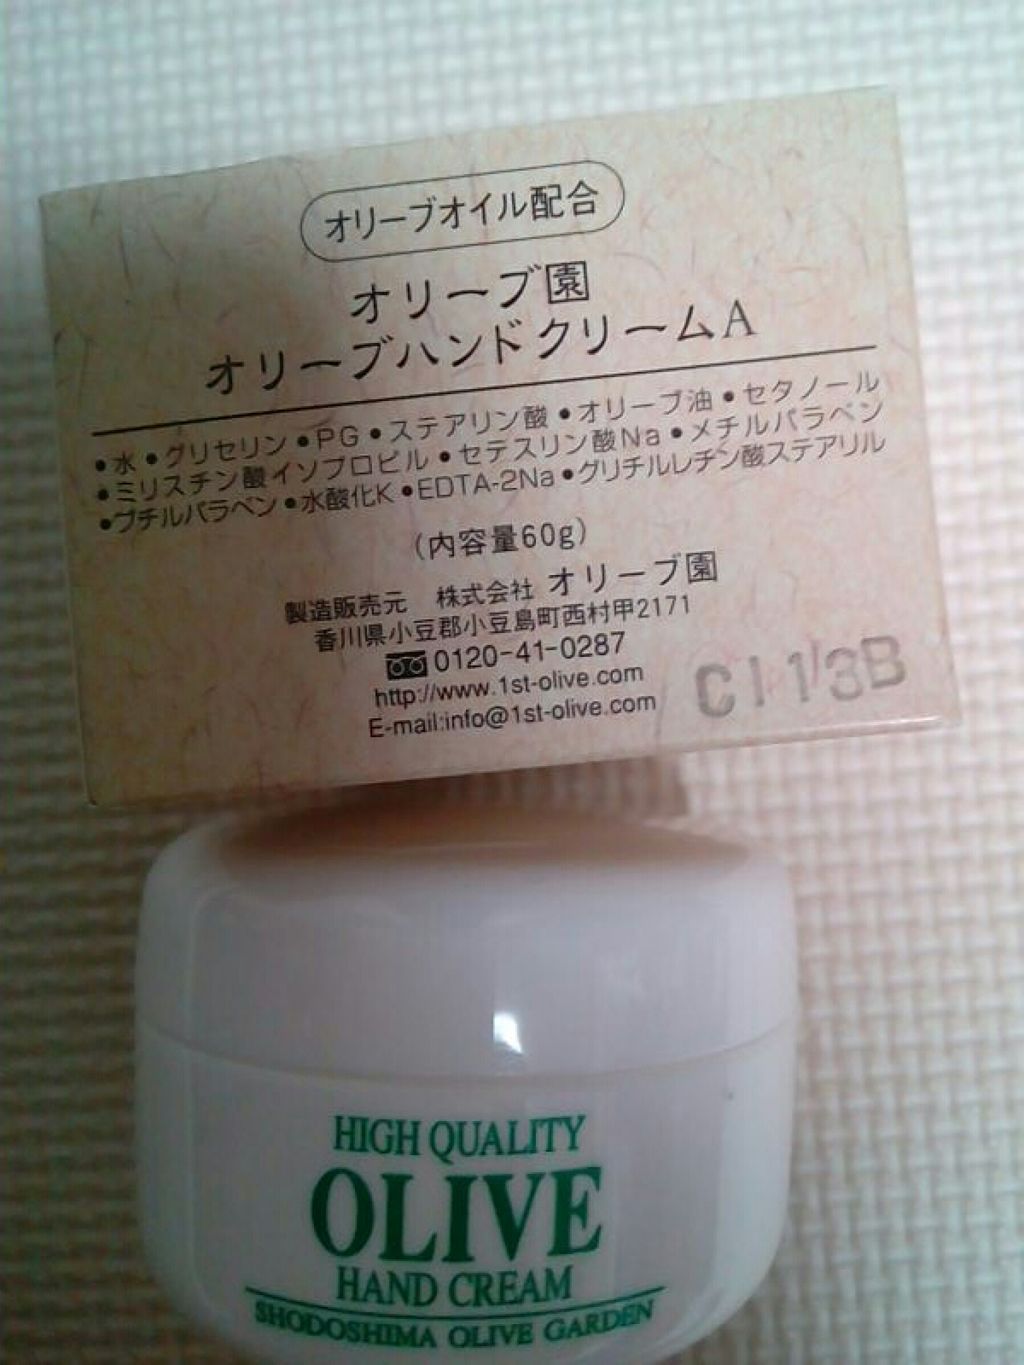 オリーブオイル配合
オリーブ園
オリーブハンドクリームA
•水•グリセリン•PG•ステアリン酸•オリーブ油•セタノール
•ミリスチン酸イソプロピル•セテスリン酸Na•メチルパラベン
•ブチルパラベン•水酸化K•EDTA-2Na•グリチルレチン酸ステアリル
(内容量60g)
製造販売元 株式会社 オリーブ園
香川県小豆郡小豆島町西村甲2171
0120-41-0287
http://www.1st-olive.com
E-mail:info@1st-olive.com
CI113B
HIGH QUALITY
OLIVE
HAND CREAM
SHODOSHIMA OLIVE GARDEN